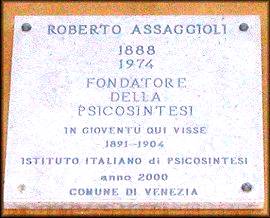 ROBERTO ASSAGGIOLI
1888
1974
FONDATORE
DELLA
PSICOSINTESI
IN GIOVENTÙ QUI VISSE
1891-1904
ISTITUTO ITALIANO di PSICOSINTESI
anno 2000
COMUNE DI VENEZIA